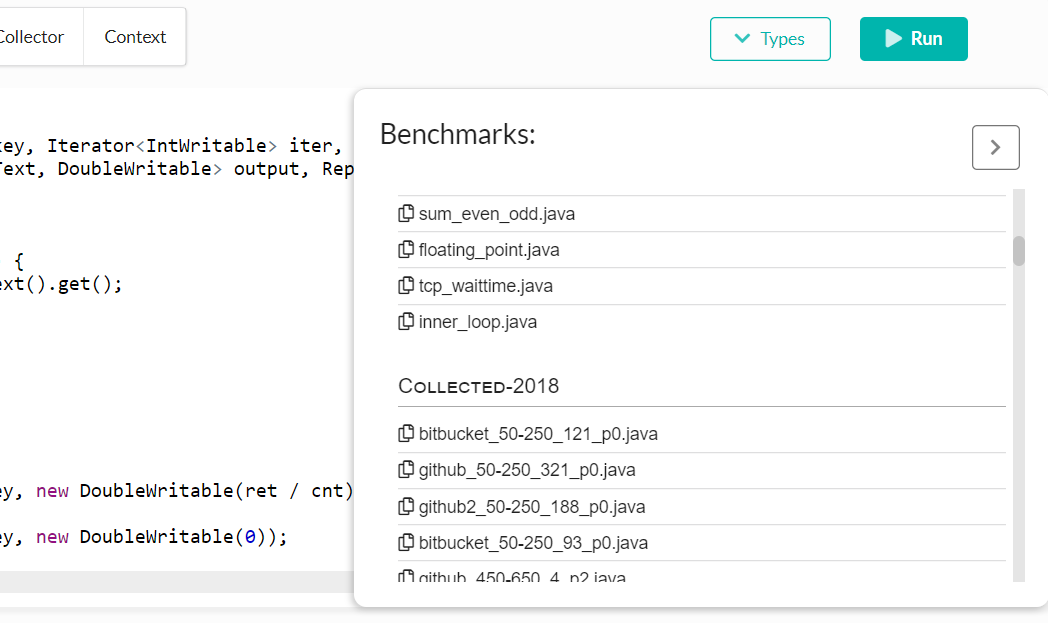 Collector Context Types Run
key, Iterator<IntWritable> iter,
Text, DoubleWritable> output, Rep
{
ext().get();
ey, new DoubleWritable(ret / cnt)
ey, new DoubleWritable(0));
Benchmarks:
sum_even_odd.java
floating_point.java
tcp_waittime.java
inner_loop.java
Collected-2018
bitbucket_50-250_121_p0.java
github_50-250_321_p0.java
github2_50-250_188_p0.java
bitbucket_50-250_93_p0.java
github_450-650_4_p2.java